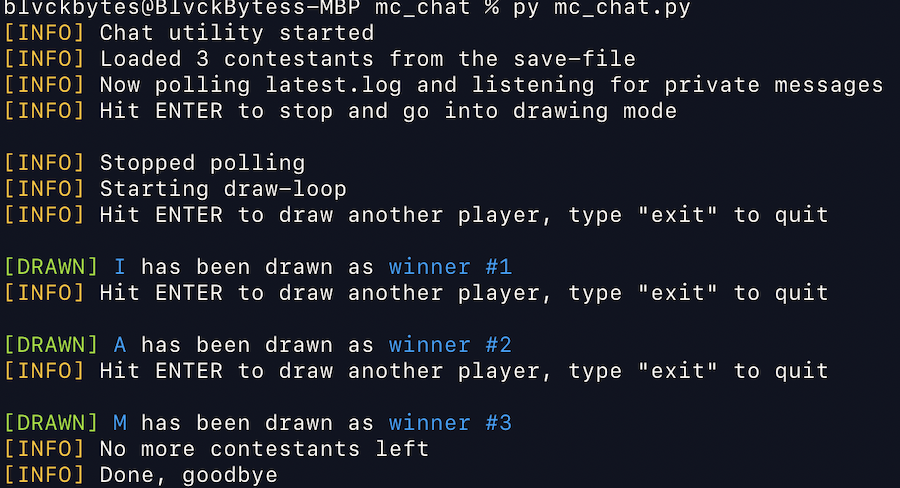 blvckbytes@BlvckBytess-MBP mc_chat % py mc_chat.py
[INFO] Chat utility started
[INFO] Loaded 3 contestants from the save-file
[INFO] Now polling latest.log and listening for private messages
[INFO] Hit ENTER to stop and go into drawing mode
[INFO] Stopped polling
[INFO] Starting draw-loop
[INFO] Hit ENTER to draw another player, type "exit" to quit
[DRAWN] I has been drawn as winner #1
[INFO] Hit ENTER to draw another player, type "exit" to quit
[DRAWN] A has been drawn as winner #2
[INFO] Hit ENTER to draw another player, type "exit" to quit
[DRAWN] M has been drawn as winner #3
[INFO] No more contestants left
[INFO] Done, goodbye